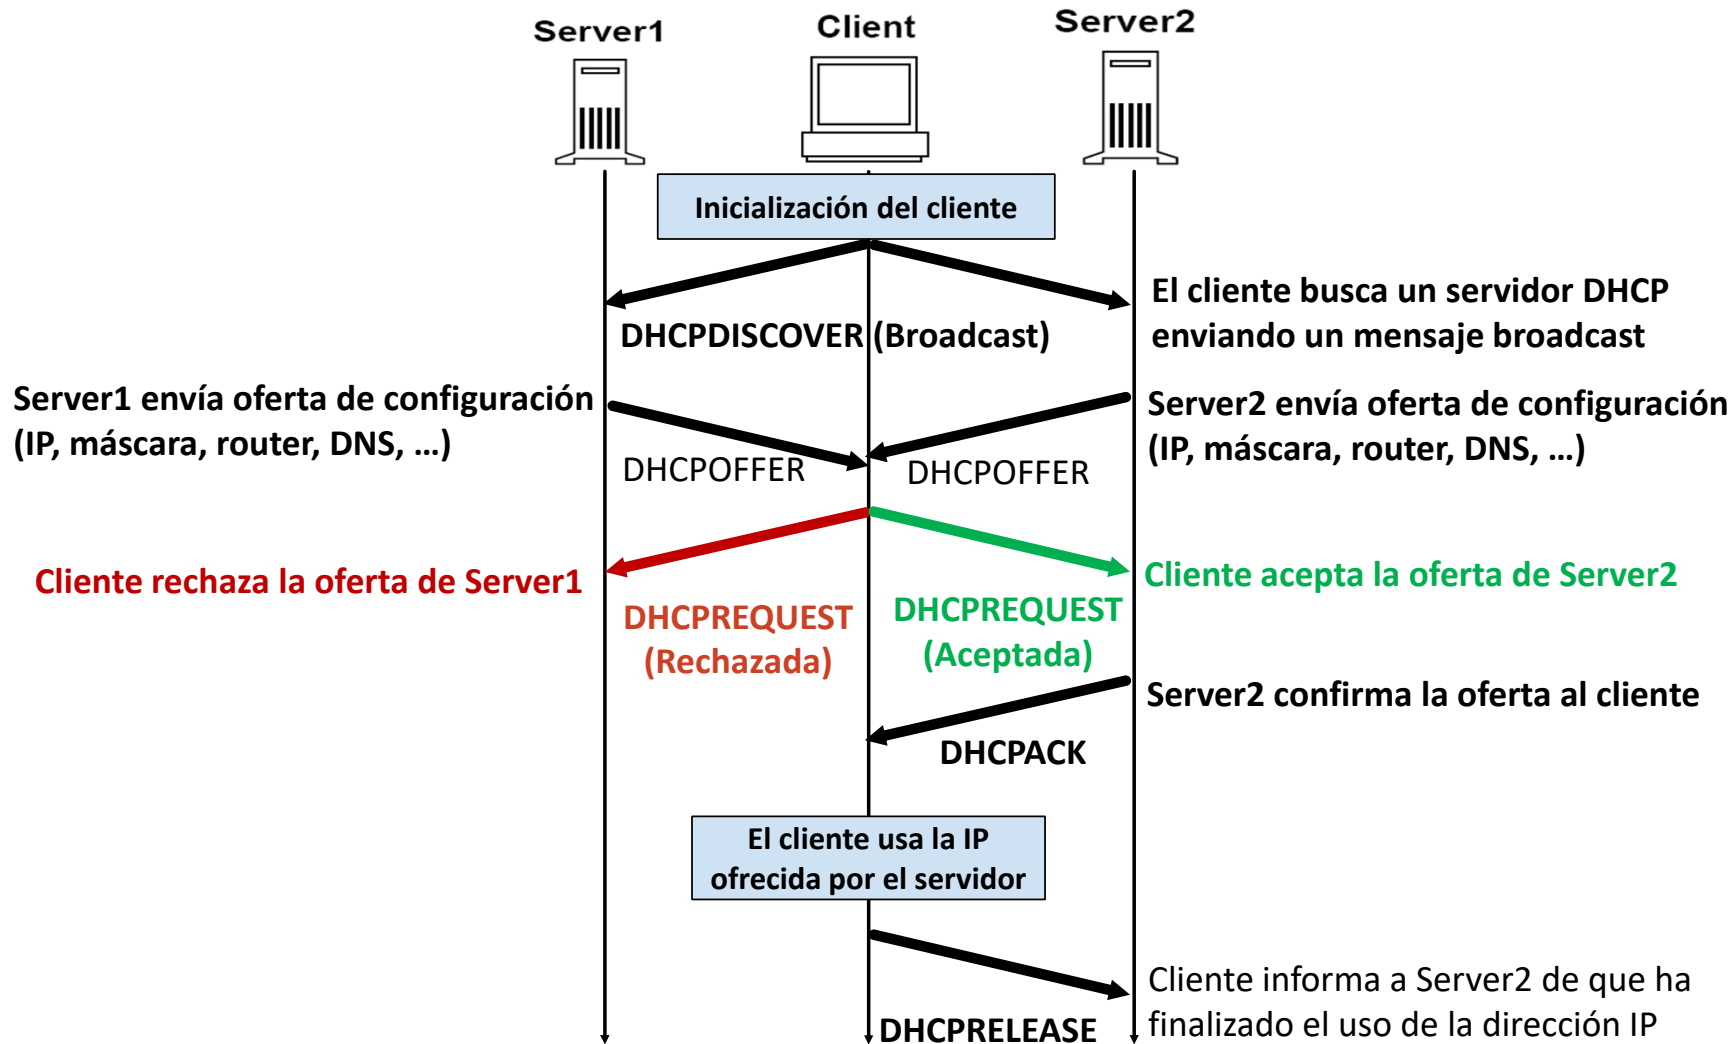 Server1
Client
Server2
Inicialización del cliente
El cliente busca un servidor DHCP
enviando un mensaje broadcast
DHCPDISCOVER (Broadcast)
Server1 envía oferta de configuración
(IP, máscara, router, DNS, ...)
Server2 envía oferta de configuración
(IP, máscara, router, DNS, ...)
DHCPOFFER
DHCPOFFER
Cliente rechaza la oferta de Server1
Cliente acepta la oferta de Server2
DHCPREQUEST
(Rechazada)
DHCPREQUEST
(Aceptada)
Server2 confirma la oferta al cliente
DHCPACK
El cliente usa la IP
ofrecida por el servidor
Cliente informa a Server2 de que ha
finalizado el uso de la dirección IP
DHCPRELEASE